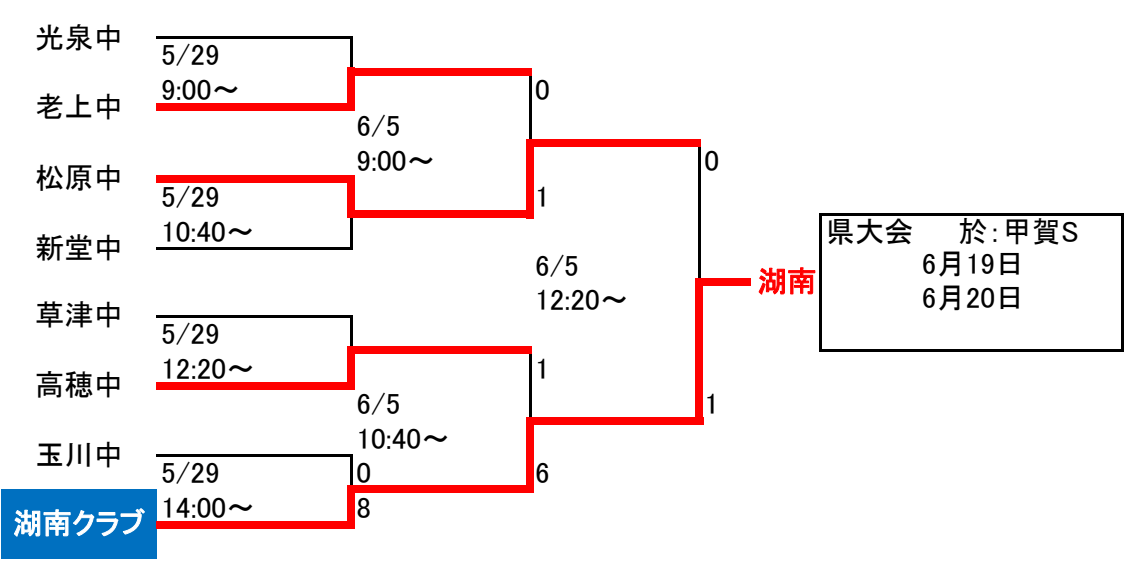 光泉中
5/29
9:00～
老上中
0
6/5
9:00～
松原中
5/29
10:40～
新堂中
1
0
6/5
12:20～
湖南
県大会　於:甲賀S
6月19日
6月20日
草津中
5/29
12:20～
高穂中
1
6/5
10:40～
1
玉川中
5/29
14:00～
0
8
6
湖南クラブ